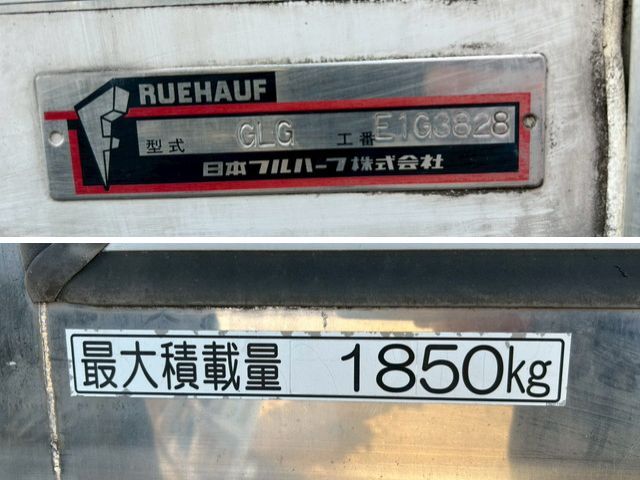 RUEHAUF
型式 GLG 工番 E1G3828
日本フルハーフ株式会社
最大積載量 1850kg